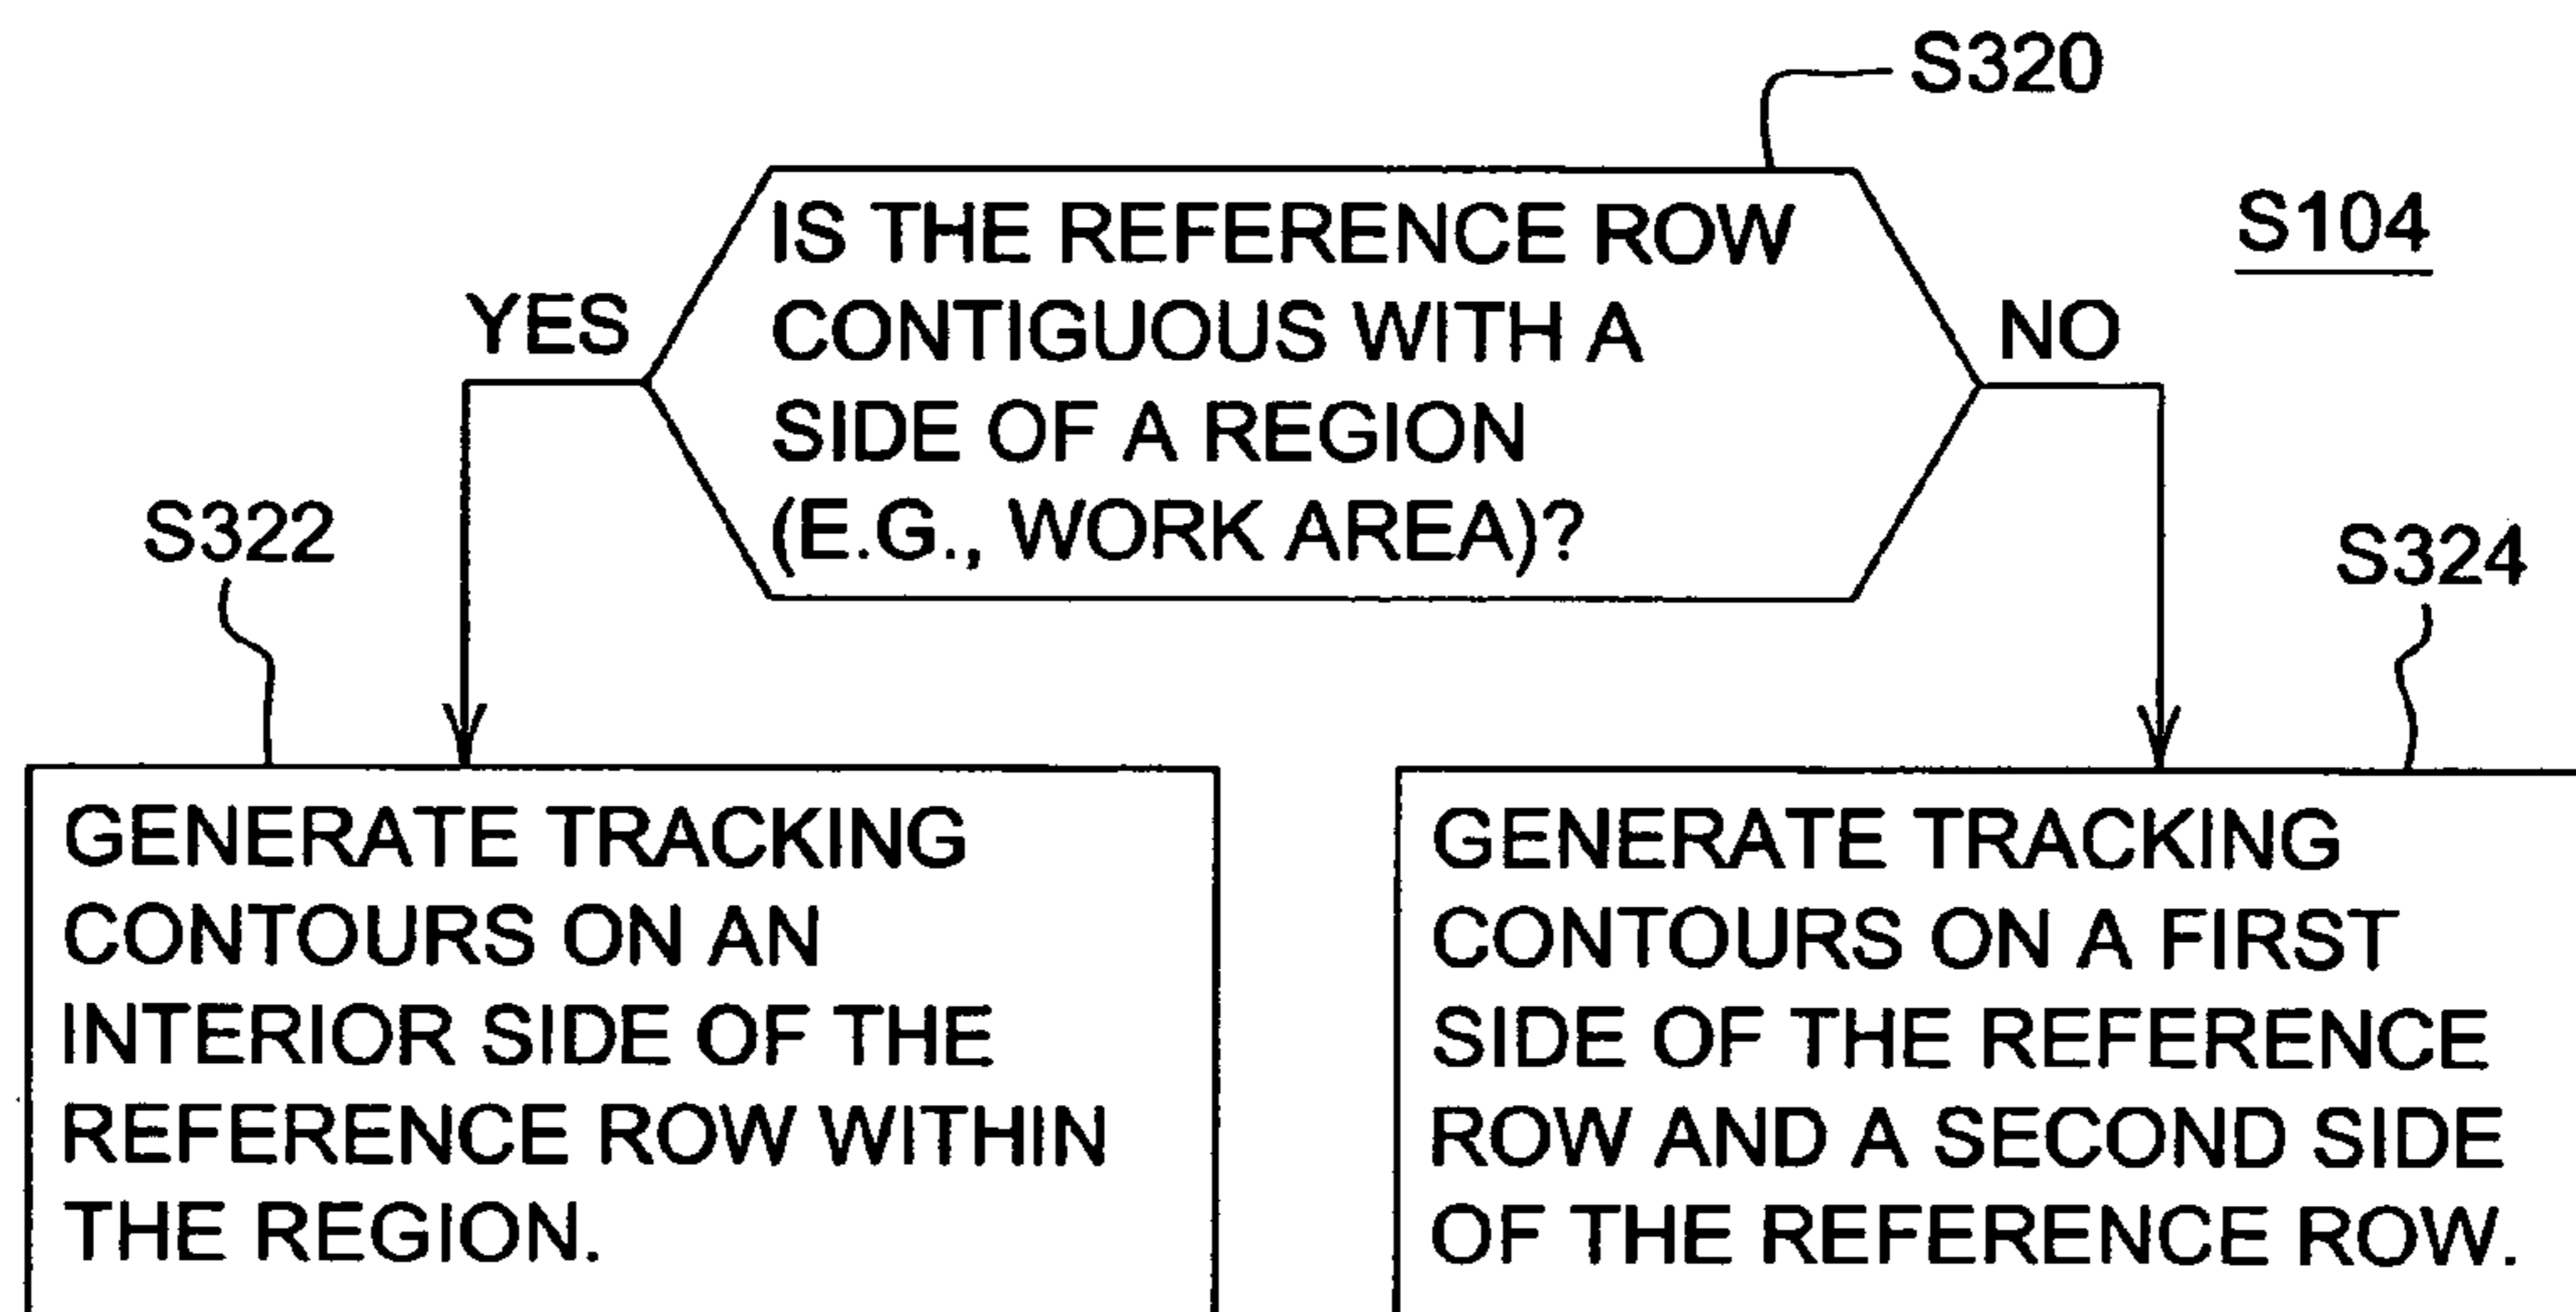 S320
IS THE REFERENCE ROW
CONTIGUOUS WITH A
SIDE OF A REGION
(E.G., WORK AREA)?
S104
YES
NO
S322
S324
GENERATE TRACKING
CONTOURS ON AN
INTERIOR SIDE OF THE
REFERENCE ROW WITHIN
THE REGION.
GENERATE TRACKING
CONTOURS ON A FIRST
SIDE OF THE REFERENCE
ROW AND A SECOND SIDE
OF THE REFERENCE ROW.